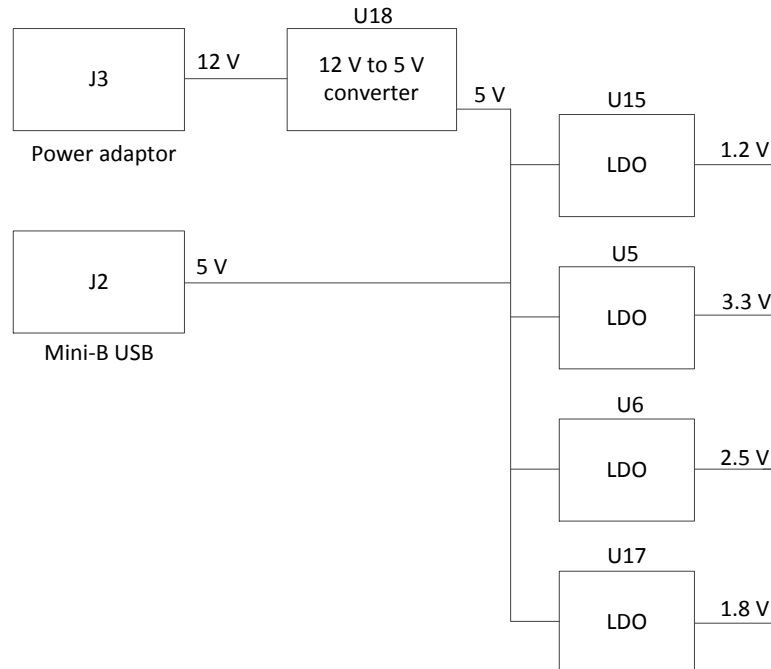 U18
J3
12 V
12 V to 5 V
converter
5 V
Power adaptor
U15
LDO
1.2 V
J2
5 V
Mini-B USB
U5
LDO
3.3 V
U6
LDO
2.5 V
U17
LDO
1.8 V